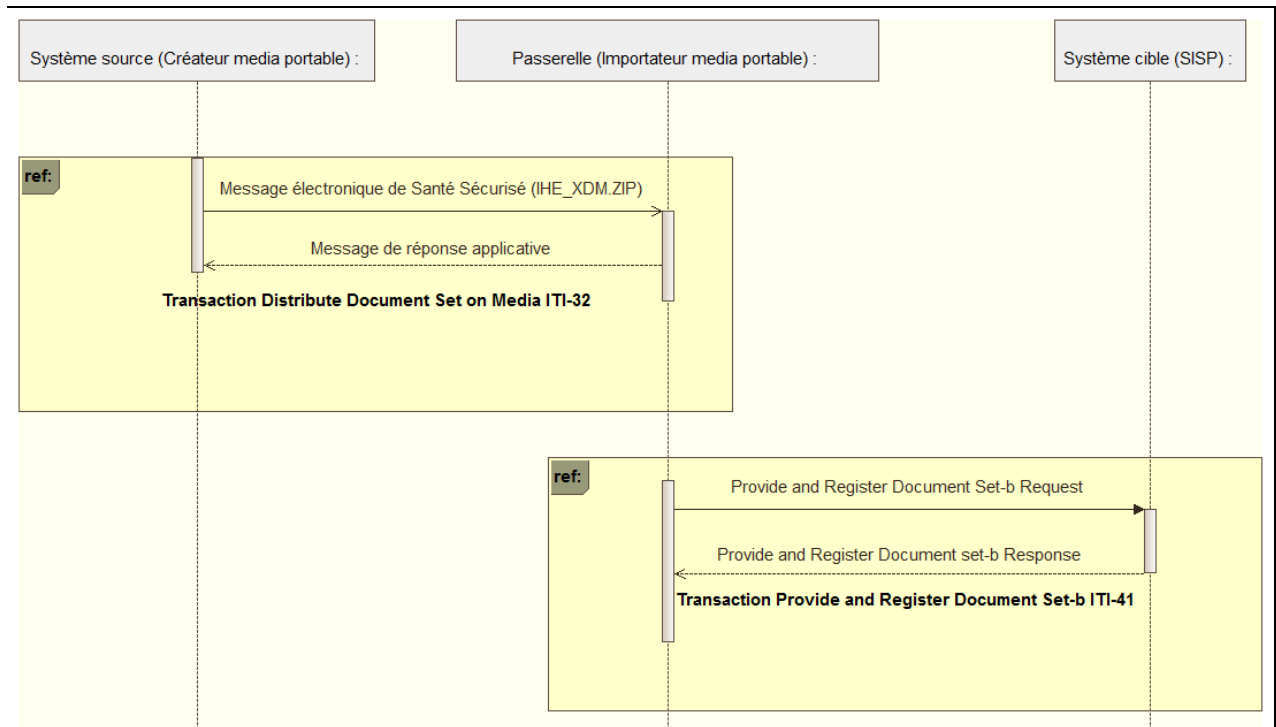 Système source (Créateur media portable) :
Passerelle (Importateur media portable) :
Système cible (SISP) :
ref:
Message électronique de Santé Sécurisé (IHE_XDM.ZIP)
Message de réponse applicative
Transaction Distribute Document Set on Media ITI-32
ref:
Provide and Register Document Set-b Request
Provide and Register Document set-b Response
Transaction Provide and Register Document Set-b ITI-41